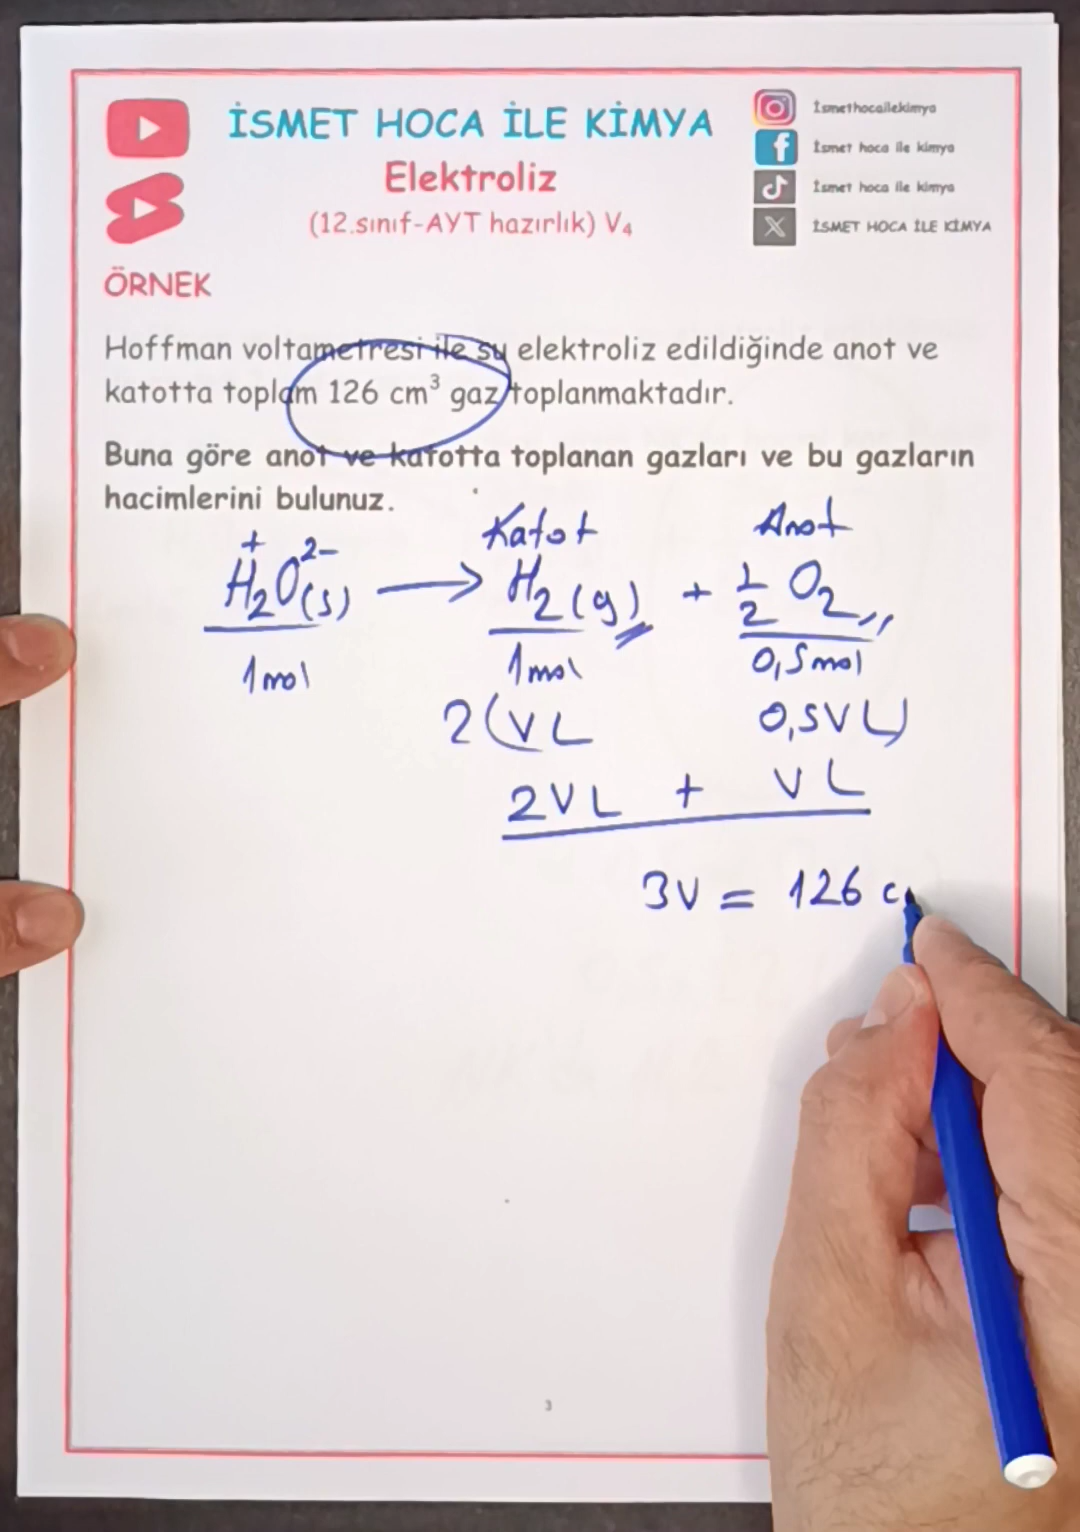 İSMET HOCA İLE KİMYA
Elektroliz
(12.sınıf-AYT hazırlık) V4
İsmethocailekimya
İsmet hoca ile kimya
İsmet hoca ile kimya
İSMET HOCA İLE KİMYA
ÖRNEK
Hoffman voltametresi ile su elektroliz edildiğinde anot ve
katotta toplam 126 cm³ gaz toplanmaktadır.
Buna göre anot ve katotta toplanan gazları ve bu gazların
hacimlerini bulunuz.
Katot Anot
+ 2-
H₂O(s) → H₂(g) + 1/2 O₂,,
1mol 1mol 0,5mol
2(VL 0,5VL)
2VL + VL
3V = 126 c
3